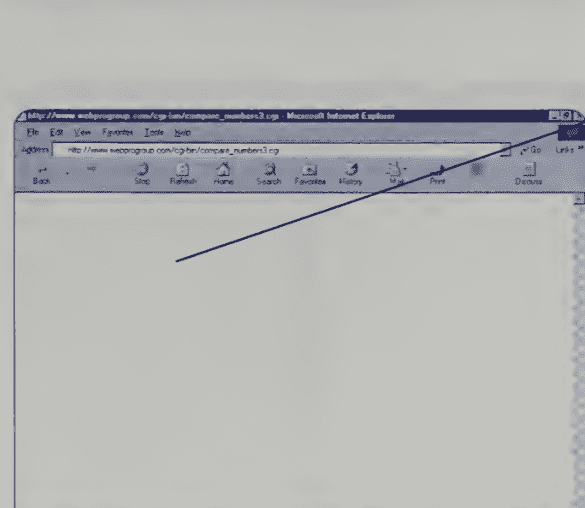 http://www.webprogroup.com/cgi-bin/compare_numbers3.cgi - Microsoft Internet Explorer
File Edit View Favorites Tools Help
Address http://www.webprogroup.com/cgi-bin/compare_numbers3.cgi Go Links »
Back Stop Refresh Home Search Favorites History Mail Print Discuss